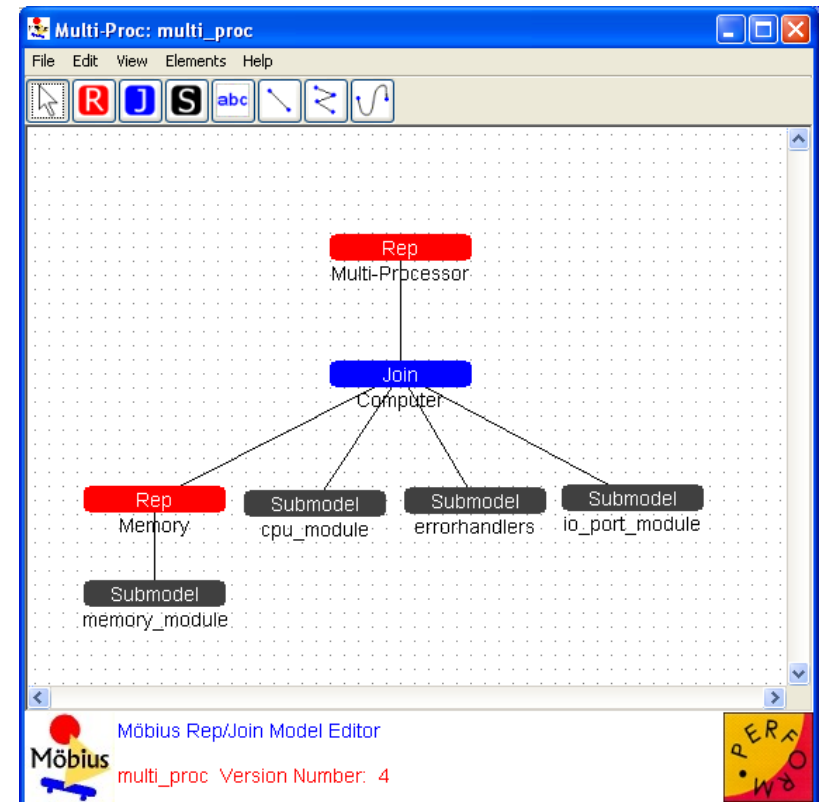 Multi-Proc: multi_proc
File Edit View Elements Help
R J S abc
Rep
Multi-Processor
Join
Computer
Rep Submodel Submodel Submodel
Memory cpu_module errorhandlers io_port_module
Submodel
memory_module
Möbius Rep/Join Model Editor
Möbius
multi_proc Version Number: 4
PERFORM